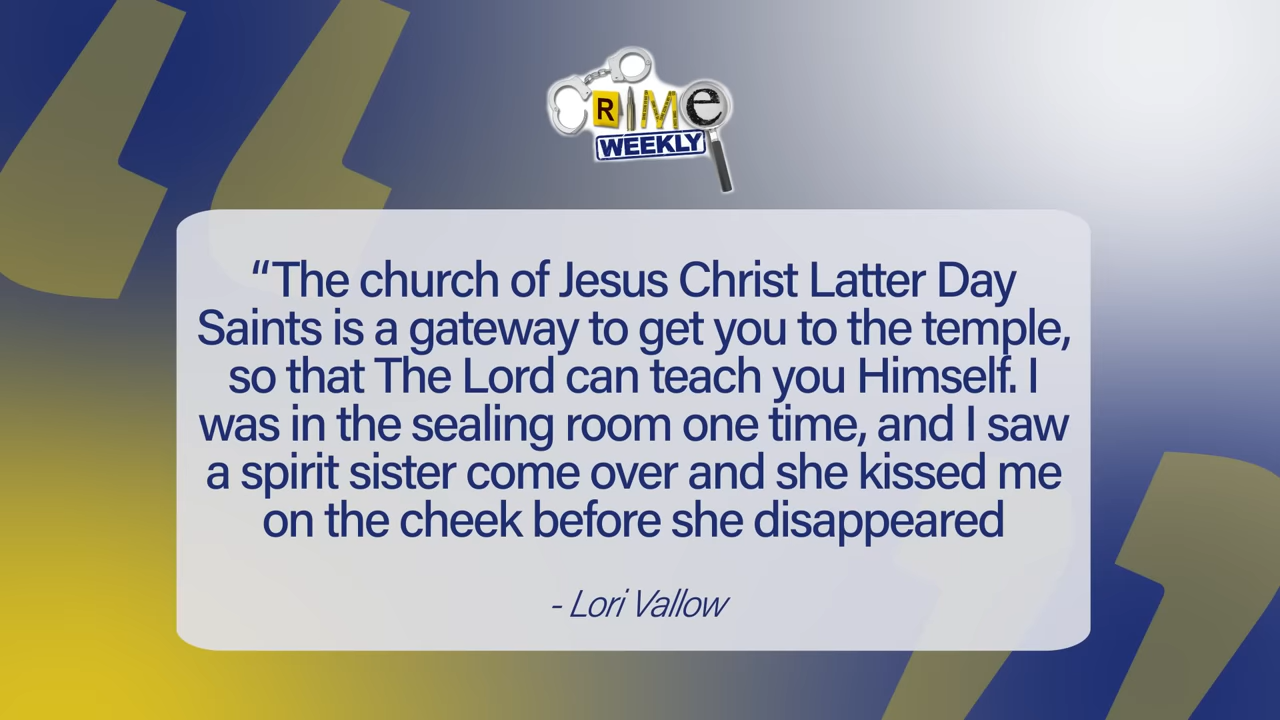 CRIMe
WEEKLY
“The church of Jesus Christ Latter Day
Saints is a gateway to get you to the temple,
so that The Lord can teach you Himself. I
was in the sealing room one time, and I saw
a spirit sister come over and she kissed me
on the cheek before she disappeared
- Lori Vallow